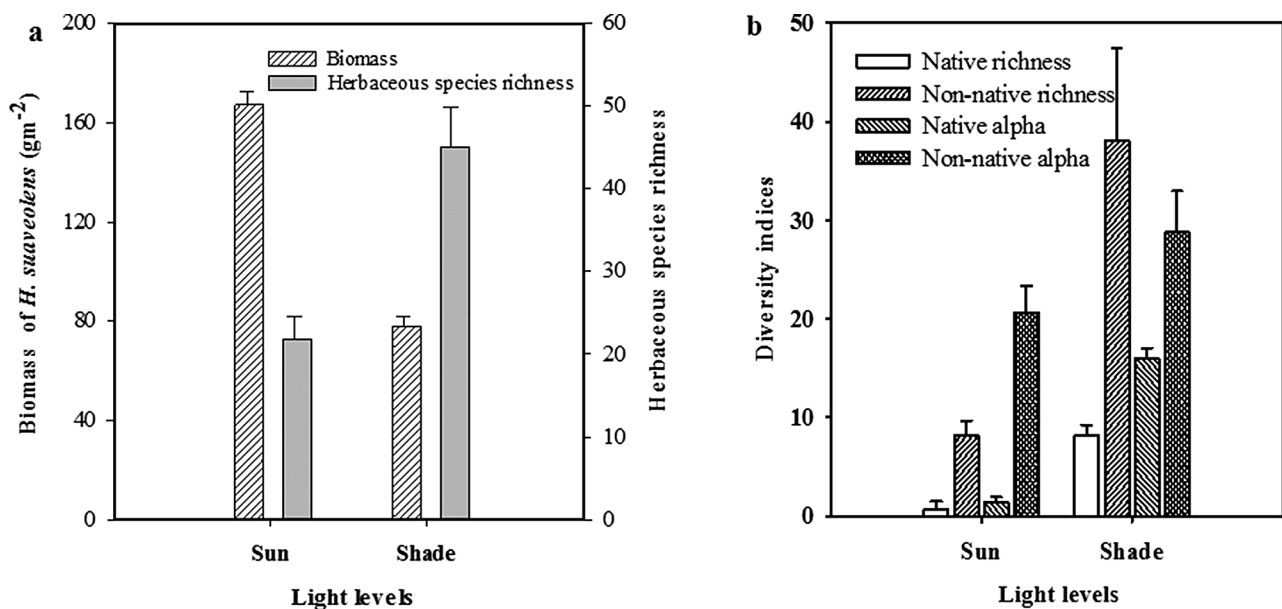 a
200
160
120
80
40
0
Biomass of H. suaveolens (gm-2)
Biomass
Herbaceous species richness
60
50
40
30
20
10
0
Herbaceous species richness
Sun Shade
Light levels
b
50
40
30
20
10
0
Diversity indices
Native richness
Non-native richness
Native alpha
Non-native alpha
Sun Shade
Light levels